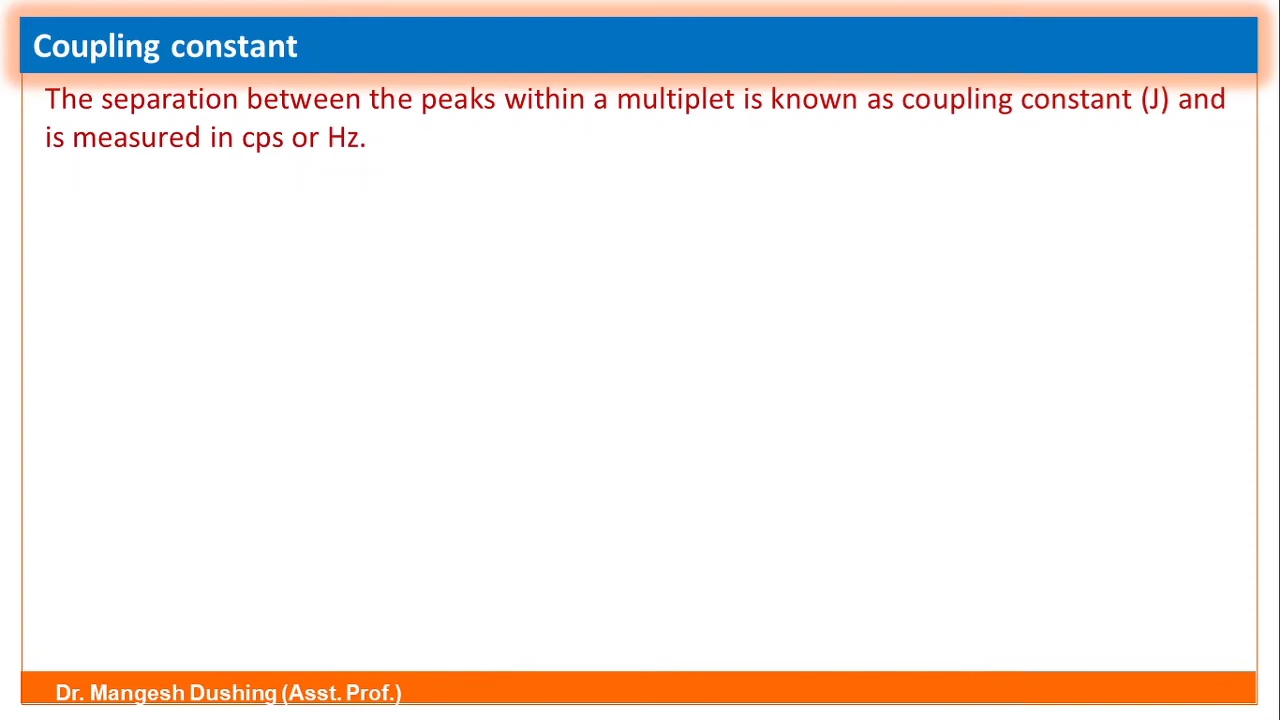 Coupling constant
The separation between the peaks within a multiplet is known as coupling constant (J) and
is measured in cps or Hz.
Dr. Mangesh Dushing (Asst. Prof.)